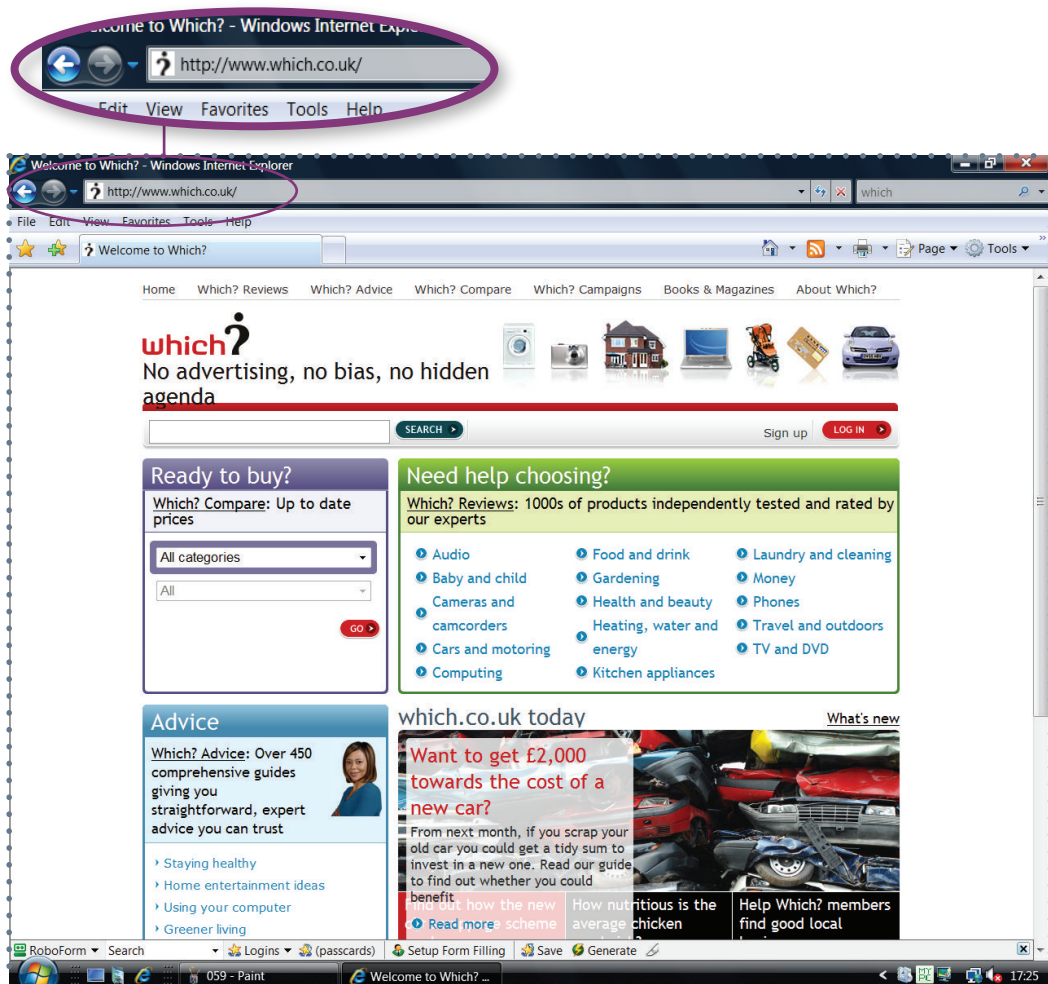 Welcome to Which? - Windows Internet Explorer
http://www.which.co.uk/
Edit View Favorites Tools Help
Welcome to Which? - Windows Internet Explorer
http://www.which.co.uk/
which
File Edit View Favorites Tools Help
Welcome to Which?
Page Tools
Home Which? Reviews Which? Advice Which? Compare Which? Campaigns Books & Magazines About Which?
which?
No advertising, no bias, no hidden
agenda
SEARCH
Sign up LOG IN
Ready to buy?
Which? Compare: Up to date
prices
All categories
All
GO
Need help choosing?
Which? Reviews: 1000s of products independently tested and rated by
our experts
Audio
Baby and child
Cameras and
camcorders
Cars and motoring
Computing
Food and drink
Gardening
Health and beauty
Heating, water and
energy
Kitchen appliances
Laundry and cleaning
Money
Phones
Travel and outdoors
TV and DVD
Advice
Which? Advice: Over 450
comprehensive guides
giving you
straightforward, expert
advice you can trust
Staying healthy
Home entertainment ideas
Using your computer
Greener living
which.co.uk today
What's new
Want to get £2,000
towards the cost of a
new car?
From next month, if you scrap your
old car you could get a tidy sum to
invest in a new one. Read our guide
to find out whether you could
benefit
Read more
Find out how the new
scheme
How nutritious is the
average chicken
Help Which? members
find good local
RoboForm Search Logins (passcards) Setup Form Filling Save Generate
059 - Paint
Welcome to Which? ...
17:25